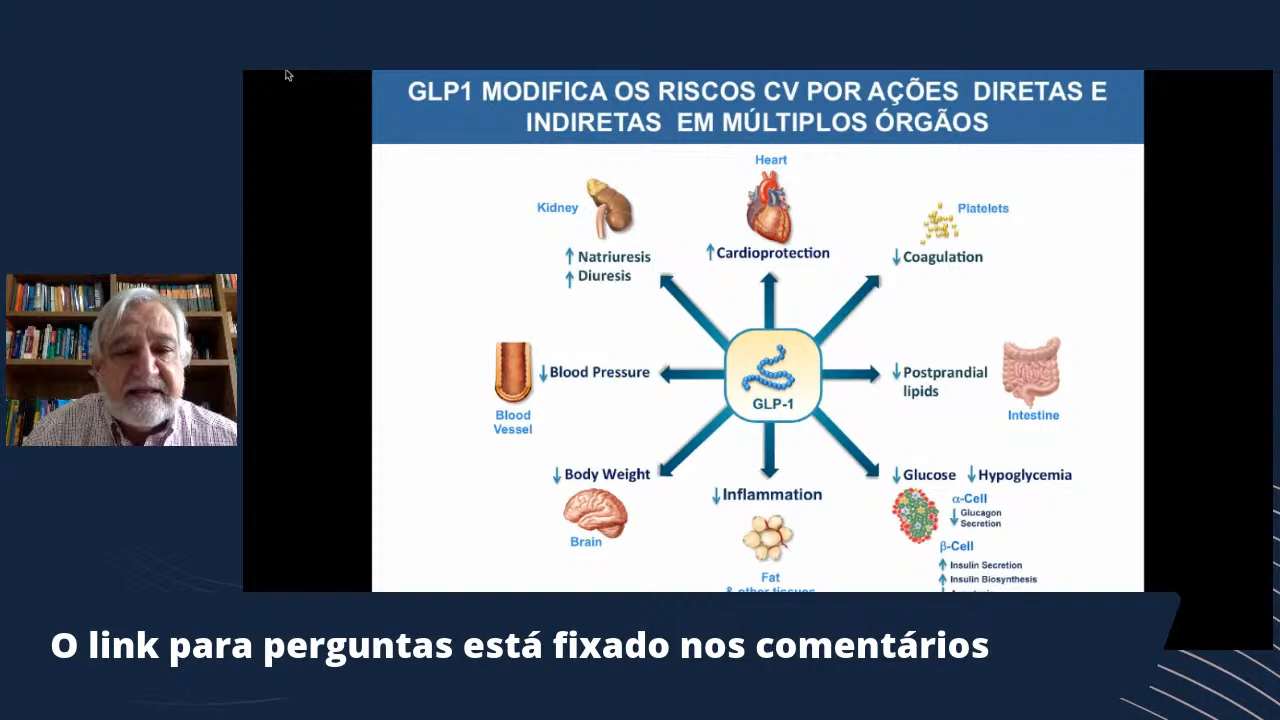 GLP1 MODIFICA OS RISCOS CV POR AÇÕES  DIRETAS E
INDIRETAS  EM MÚLTIPLOS ÓRGÃOS
Heart
Kidney
Platelets
↑ Natriuresis
↑ Diuresis
↑ Cardioprotection
↓ Coagulation
↓ Blood Pressure
GLP-1
↓ Postprandial
lipids
Blood
Vessel
Intestine
↓ Body Weight
↓ Inflammation
↓ Glucose ↓ Hypoglycemia
Brain
α-Cell
↓ Glucagon
Secretion
β-Cell
↑ Insulin Secretion
↑ Insulin Biosynthesis
Fat
& other tissues
O link para perguntas está fixado nos comentários